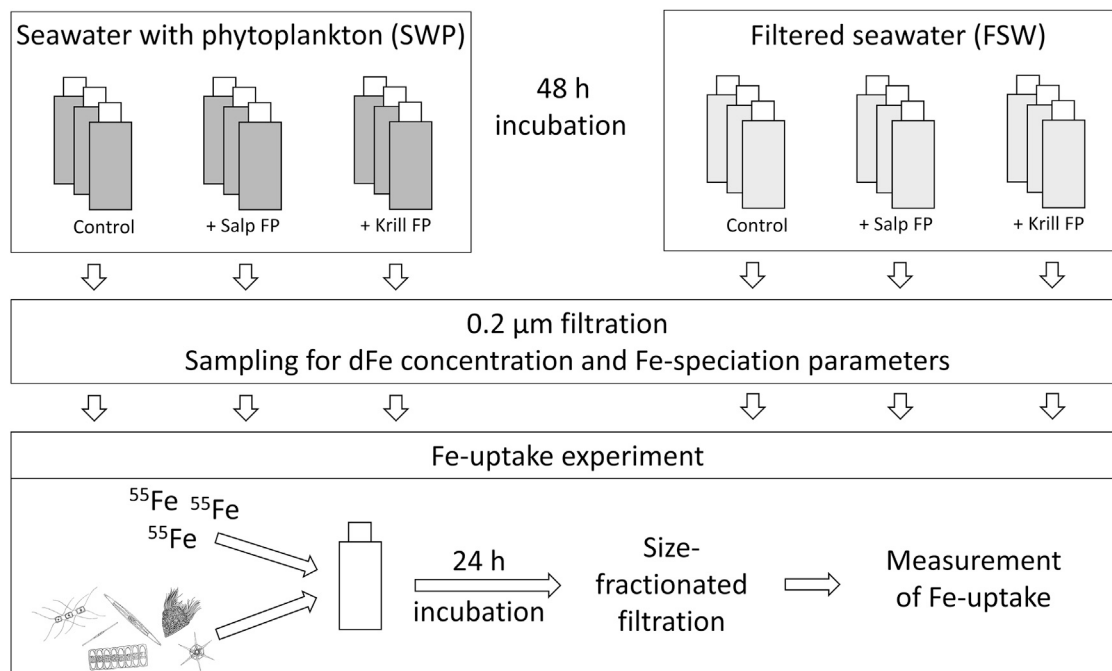 Seawater with phytoplankton (SWP)
Control
+ Salp FP
+ Krill FP
48 h
incubation
Filtered seawater (FSW)
Control
+ Salp FP
+ Krill FP
0.2 µm filtration
Sampling for dFe concentration and Fe-speciation parameters
Fe-uptake experiment
⁵⁵Fe
⁵⁵Fe
⁵⁵Fe
24 h
incubation
Size-
fractionated
filtration
Measurement
of Fe-uptake